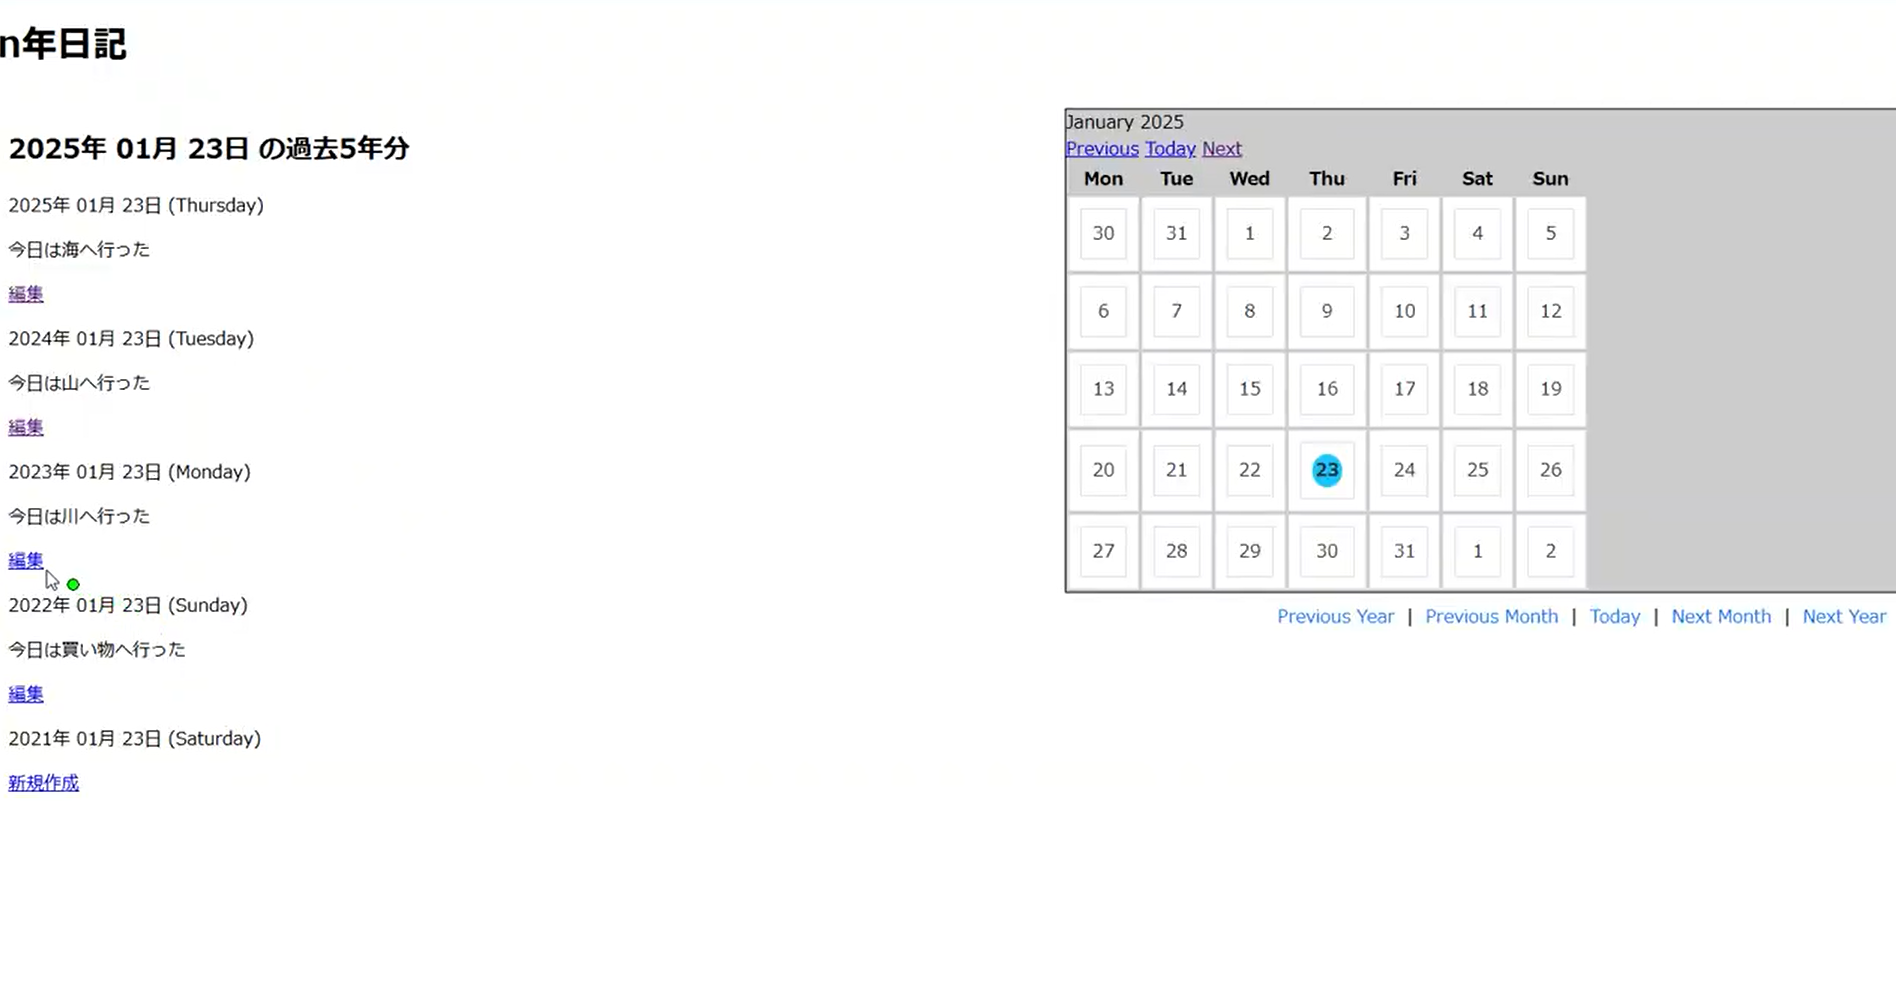 n年日記
2025年 01月 23日 の過去5年分
2025年 01月 23日 (Thursday)
今日は海へ行った
編集
2024年 01月 23日 (Tuesday)
今日は山へ行った
編集
2023年 01月 23日 (Monday)
今日は川へ行った
編集
2022年 01月 23日 (Sunday)
今日は買い物へ行った
編集
2021年 01月 23日 (Saturday)
新規作成
January 2025
Previous Today Next
Mon Tue Wed Thu Fri Sat Sun
30 31 1 2 3 4 5
6 7 8 9 10 11 12
13 14 15 16 17 18 19
20 21 22 23 24 25 26
27 28 29 30 31 1 2
Previous Year | Previous Month | Today | Next Month | Next Year